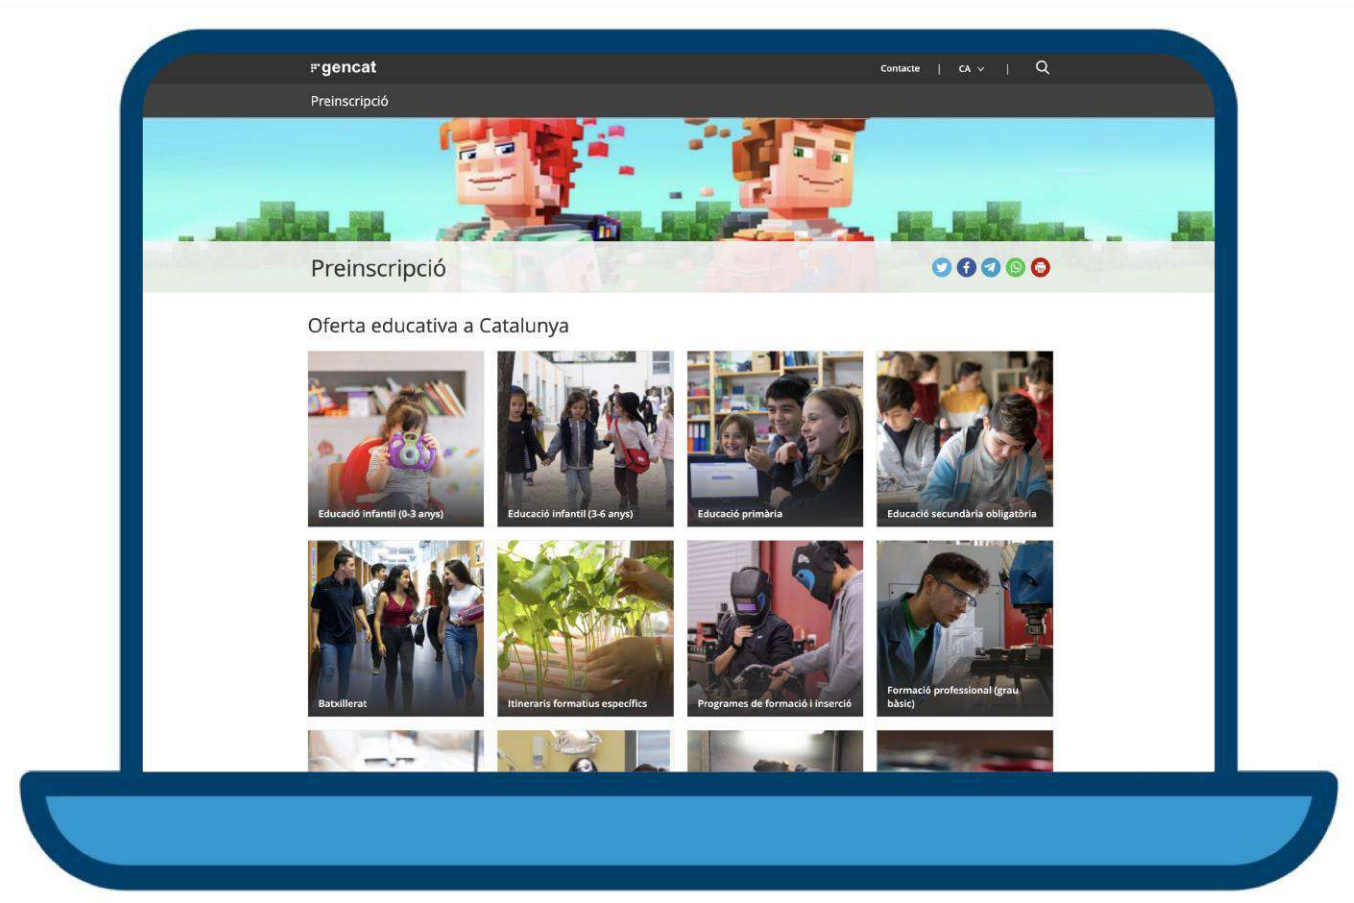 gencat
Contacte | CA |
Preinscripció
Preinscripció
Oferta educativa a Catalunya
Educació infantil (0-3 anys)
Educació infantil (3-6 anys)
Educació primària
Educació secundària obligatòria
Batxillerat
Itineraris formatius específics
Programes de formació i inserció
Formació professional (grau
bàsic)